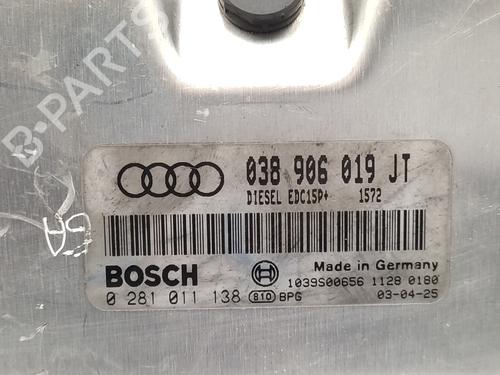 B-PARTS
038 906 019 JT
DIESEL EDC15P+ 1572
BOSCH
Made in Germany
0 281 011 138 810 BPG
1039S00656 1128 0180
03-04-25